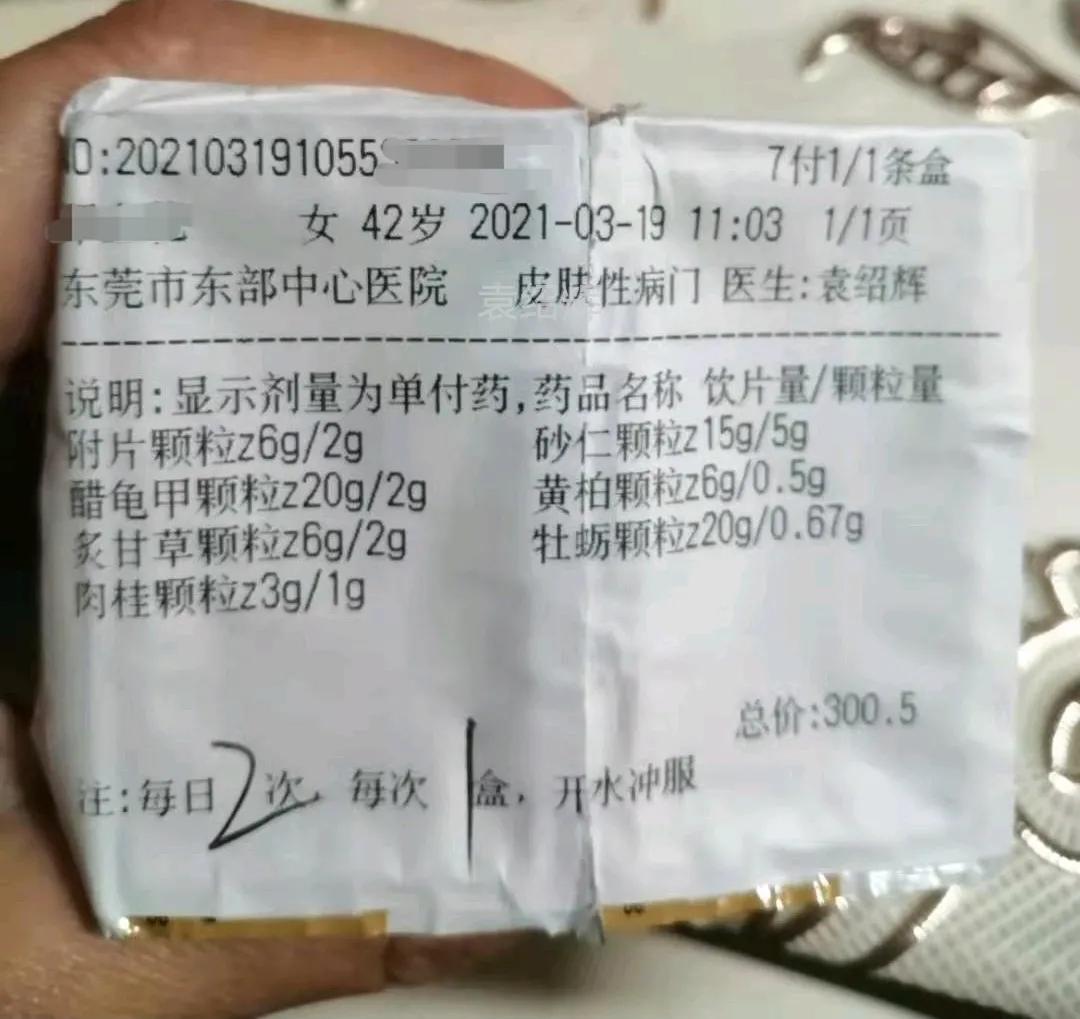 D:202103191055 7付1/1条盒
女 42岁 2021-03-19 11:03 1/1页
东莞市东部中心医院 皮肤性病门 医生:袁绍辉
说明:显示剂量为单付药,药品名称 饮片量/颗粒量
附片颗粒z6g/2g 砂仁颗粒z15g/5g
醋龟甲颗粒z20g/2g 黄柏颗粒z6g/0.5g
炙甘草颗粒z6g/2g 牡蛎颗粒z20g/0.67g
肉桂颗粒z3g/1g
总价:300.5
注:每日2次, 每次1盒, 开水冲服